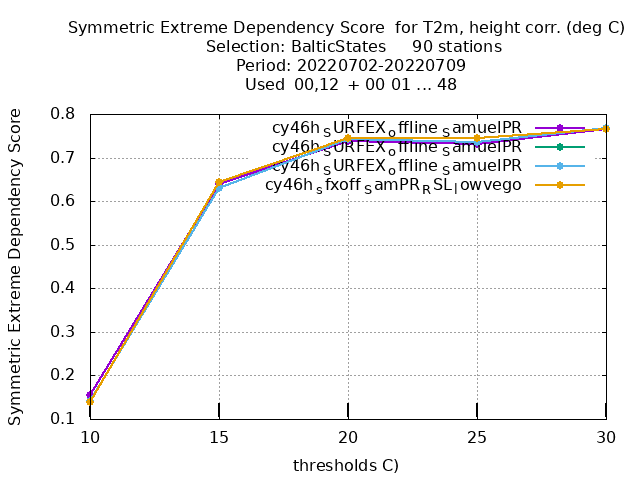 Symmetric Extreme Dependency Score for T2m, height corr. (deg C)
Selection: BalticStates 90 stations
Period: 20220702-20220709
Used 00,12 + 00 01 ... 48
Symmetric Extreme Dependency Score
0.8
0.7
0.6
0.5
0.4
0.3
0.2
0.1
cy46h_SURFEX_offline_SamuelPR
cy46h_SURFEX_offline_SamuelPR
cy46h_SURFEX_offline_SamuelPR
cy46h_sfxoff_SamPR_RSL_lowvego
10 15 20 25 30
thresholds C)